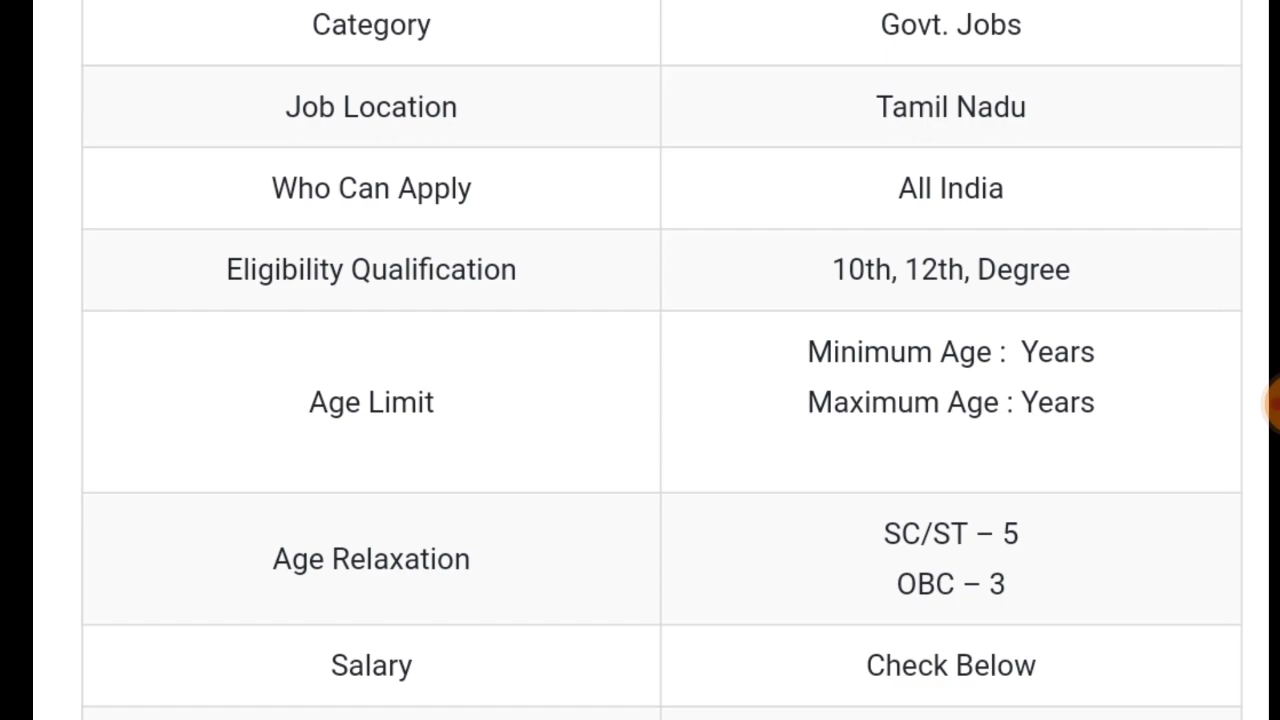 Category Govt. Jobs
Job Location Tamil Nadu
Who Can Apply All India
Eligibility Qualification 10th, 12th, Degree
Minimum Age :  Years
Age Limit Maximum Age : Years
SC/ST – 5
Age Relaxation
OBC – 3
Salary Check Below